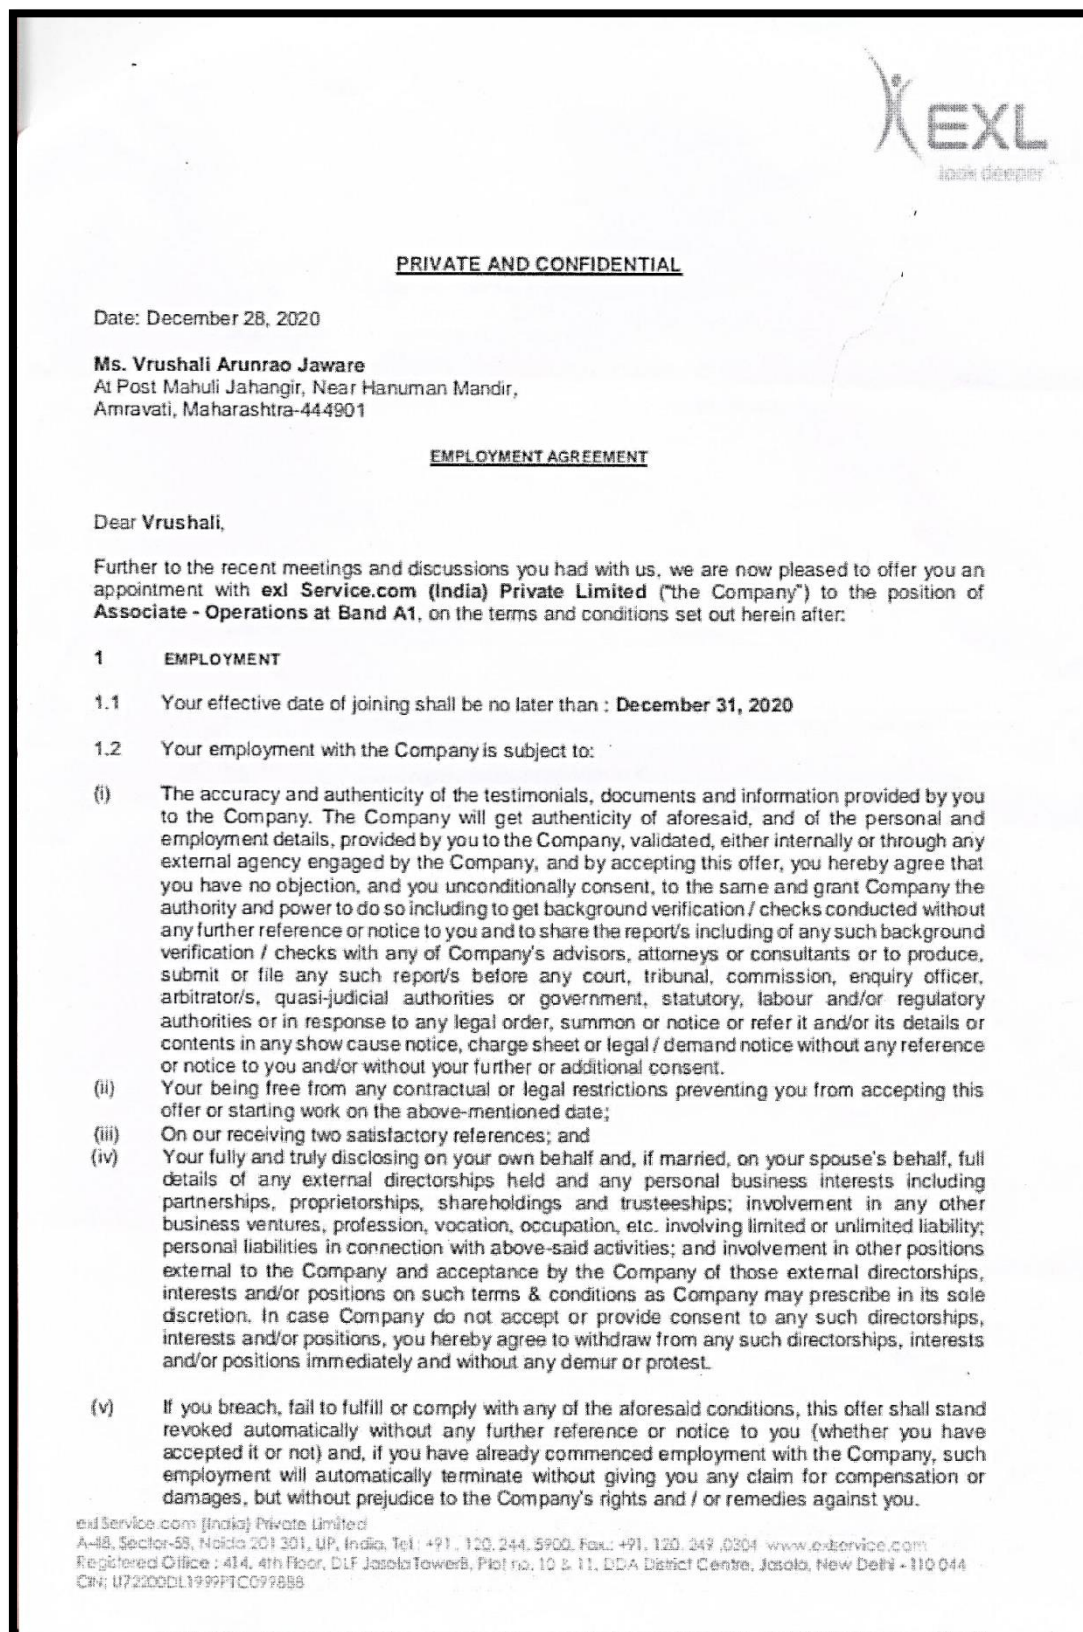 EXL
look deeper
PRIVATE AND CONFIDENTIAL
Date: December 28, 2020
Ms. Vrushali Arunrao Jaware
At Post Mahuli Jahangir, Near Hanuman Mandir,
Amravati, Maharashtra-444901
EMPLOYMENT AGREEMENT
Dear Vrushali,
Further to the recent meetings and discussions you had with us, we are now pleased to offer you an
appointment with exl Service.com (India) Private Limited ("the Company") to the position of
Associate - Operations at Band A1, on the terms and conditions set out herein after:
1 EMPLOYMENT
1.1 Your effective date of joining shall be no later than : December 31, 2020
1.2 Your employment with the Company is subject to:
(i) The accuracy and authenticity of the testimonials, documents and information provided by you
to the Company. The Company will get authenticity of aforesaid, and of the personal and
employment details, provided by you to the Company, validated, either internally or through any
external agency engaged by the Company, and by accepting this offer, you hereby agree that
you have no objection, and you unconditionally consent, to the same and grant Company the
authority and power to do so including to get background verification / checks conducted without
any further reference or notice to you and to share the report/s including of any such background
verification / checks with any of Company's advisors, attorneys or consultants or to produce,
submit or file any such report/s before any court, tribunal, commission, enquiry officer,
arbitrator/s, quasi-judicial authorities or government, statutory, labour and/or regulatory
authorities or in response to any legal order, summon or notice or refer it and/or its details or
contents in any show cause notice, charge sheet or legal / demand notice without any reference
or notice to you and/or without your further or additional consent.
(ii) Your being free from any contractual or legal restrictions preventing you from accepting this
offer or starting work on the above-mentioned date;
(iii) On our receiving two satisfactory references; and
(iv) Your fully and truly disclosing on your own behalf and, if married, on your spouse's behalf, full
details of any external directorships held and any personal business interests including
partnerships, proprietorships, shareholdings and trusteeships; involvement in any other
business ventures, profession, vocation, occupation, etc. involving limited or unlimited liability;
personal liabilities in connection with above-said activities; and involvement in other positions
external to the Company and acceptance by the Company of those external directorships,
interests and/or positions on such terms & conditions as Company may prescribe in its sole
discretion. In case Company do not accept or provide consent to any such directorships,
interests and/or positions, you hereby agree to withdraw from any such directorships, interests
and/or positions immediately and without any demur or protest.
(v) If you breach, fail to fulfill or comply with any of the aforesaid conditions, this offer shall stand
revoked automatically without any further reference or notice to you (whether you have
accepted it or not) and, if you have already commenced employment with the Company, such
employment will automatically terminate without giving you any claim for compensation or
damages, but without prejudice to the Company's rights and / or remedies against you.
exlService.com (India) Private Limited
A-48, Sector-58, Noida 201 301, UP, India, Tel : +91 . 120. 244. 5900. Fax.: +91. 120. 249 .0304 www.exlservice.com
Registered Office : 414, 4th Floor, DLF Jasola TowerB, Plot no. 10 & 11, DDA District Centre, Jasola, New Delhi - 110 044
CIN; U72200DL1999PTC099888